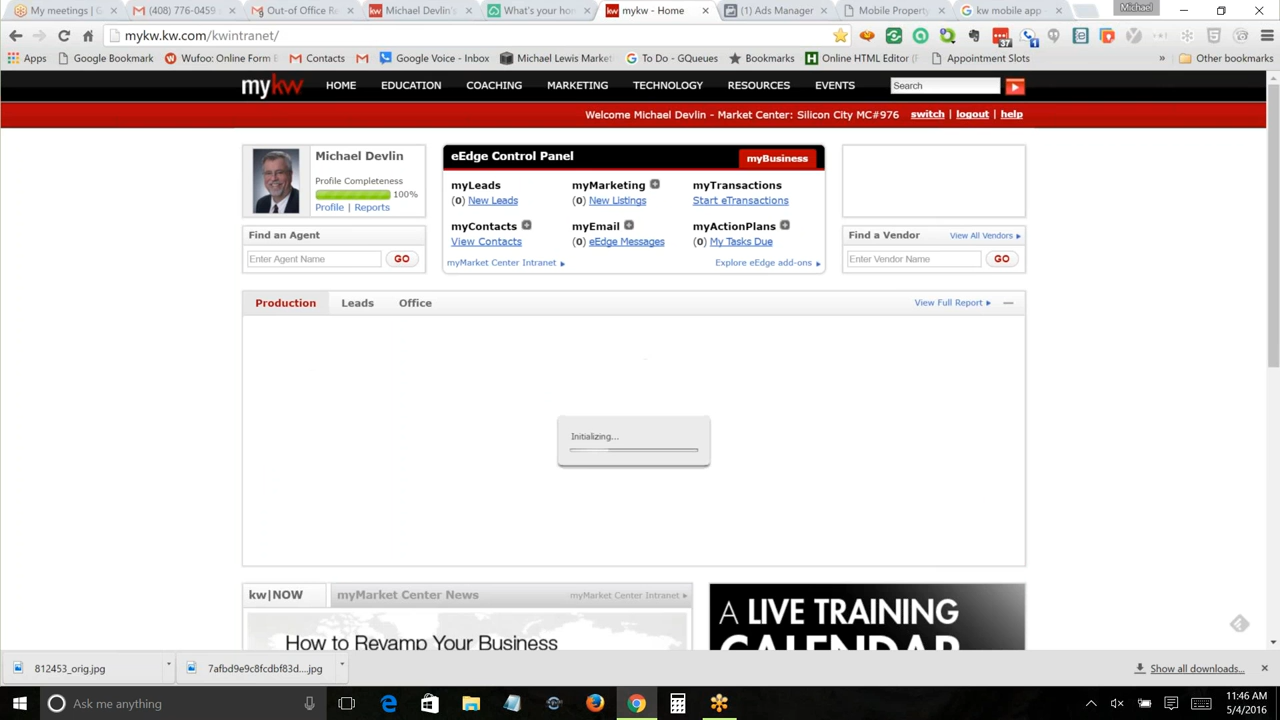 My meetings | G
(408) 776-0459
Out-of Office R
Michael Devlin's
What's your ho
mykw - Home
(1) Ads Manager
Mobile Property
kw mobile app
Michael
mykw.kw.com/kwintranet/
37
1
Apps
Google Bookmark
Wufoo: Online Form
Contacts
Google Voice - Inbox
Michael Lewis Market
To Do - GQueues
Bookmarks
Online HTML Editor (
Appointment Slots
»
Other bookmarks
mykw
HOME
EDUCATION
COACHING
MARKETING
TECHNOLOGY
RESOURCES
EVENTS
Search
Welcome Michael Devlin - Market Center: Silicon City MC#976
switch | logout | help
Michael Devlin
Profile Completeness
100%
Profile | Reports
eEdge Control Panel
myBusiness
myLeads
(0) New Leads
myMarketing
(0) New Listings
myTransactions
Start eTransactions
myContacts
View Contacts
myEmail
(0) eEdge Messages
myActionPlans
(0) My Tasks Due
myMarket Center Intranet
Explore eEdge add-ons
Find an Agent
Enter Agent Name
GO
Find a Vendor
View All Vendors
Enter Vendor Name
GO
Production
Leads
Office
View Full Report
Initializing...
kw|NOW
myMarket Center News
myMarket Center Intranet
How to Revamp Your Business
A LIVE TRAINING
CALENDAR
812453_orig.jpg
7afbd9e9c8fcdbf83d....jpg
Show all downloads...
Ask me anything
11:46 AM
5/4/2016